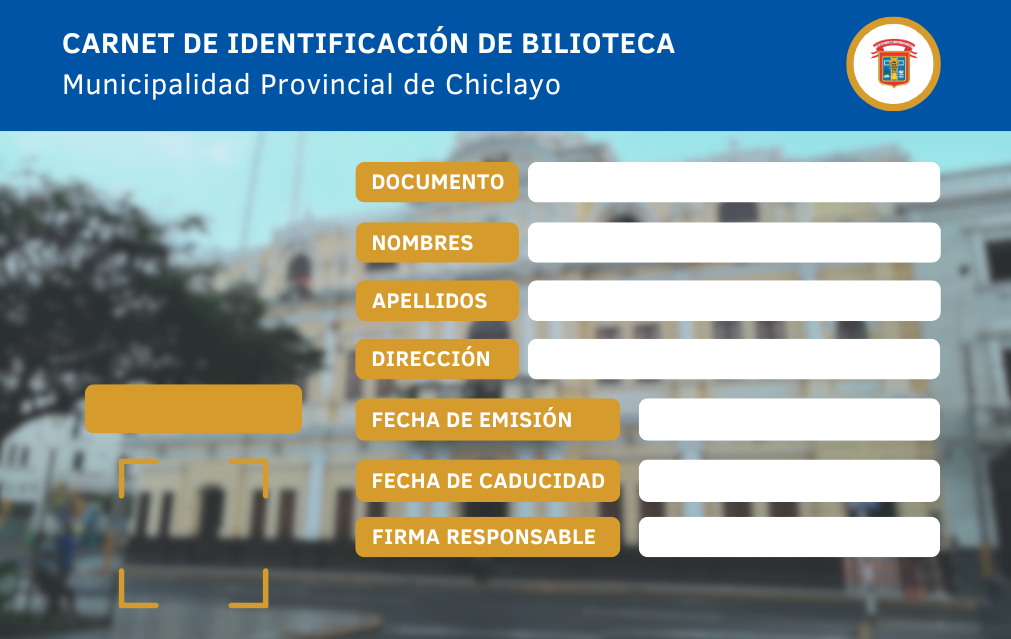 CARNET DE IDENTIFICACIÓN DE BILIOTECA
Municipalidad Provincial de Chiclayo
DOCUMENTO
NOMBRES
APELLIDOS
DIRECCIÓN
FECHA DE EMISIÓN
FECHA DE CADUCIDAD
FIRMA RESPONSABLE